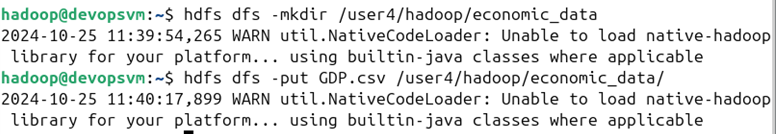 hadoop@devopsvm:~$ hdfs dfs -mkdir /user4/hadoop/economic_data
2024-10-25 11:39:54,265 WARN util.NativeCodeLoader: Unable to load native-hadoop
 library for your platform... using builtin-java classes where applicable
hadoop@devopsvm:~$ hdfs dfs -put GDP.csv /user4/hadoop/economic_data/
2024-10-25 11:40:17,899 WARN util.NativeCodeLoader: Unable to load native-hadoop
 library for your platform... using builtin-java classes where applicable